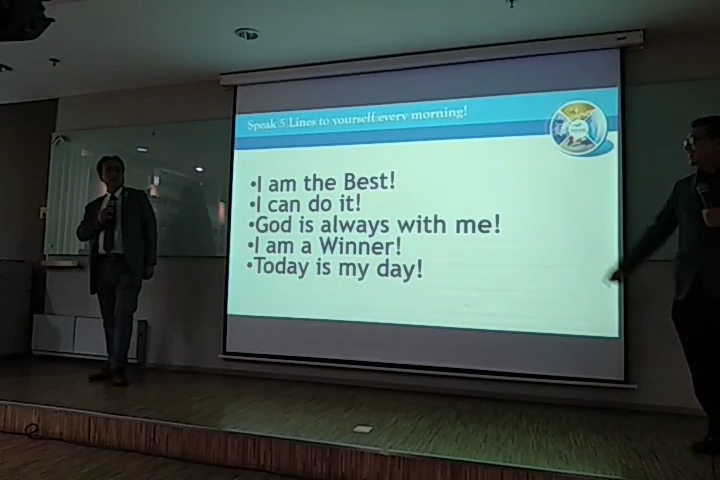 Speak 5 Lines to yourself every morning!
•I am the Best!
•I can do it!
•God is always with me!
•I am a Winner!
•Today is my day!